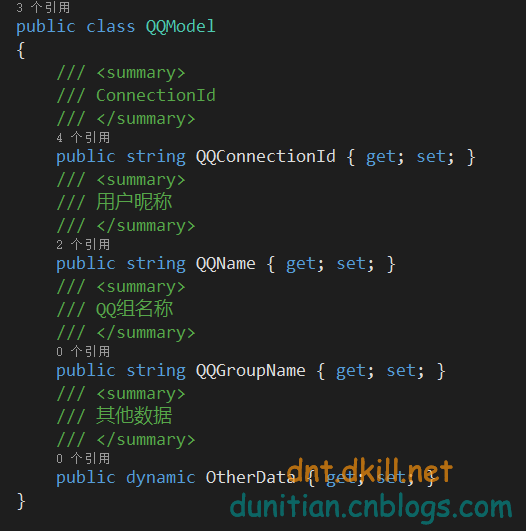 3 个引用
public class QQModel
{
/// <summary>
/// ConnectionId
/// </summary>
4 个引用
public string QQConnectionId { get; set; }
/// <summary>
/// 用户昵称
/// </summary>
2 个引用
public string QQName { get; set; }
/// <summary>
/// QQ组名称
/// </summary>
0 个引用
public string QQGroupName { get; set; }
/// <summary>
/// 其他数据
/// </summary>
0 个引用
public dynamic OtherData { get; set; }
dnt.dkill.net
}
dunitian.cnblogs.com